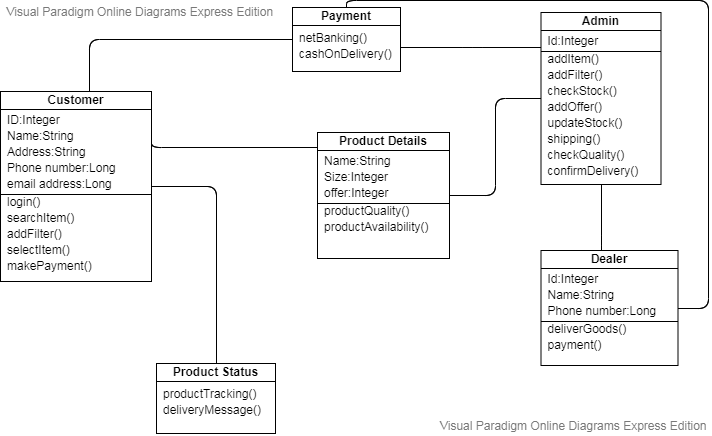 Visual Paradigm Online Diagrams Express Edition
Payment
netBanking()
cashOnDelivery()
Admin
Id:Integer
addItem()
addFilter()
checkStock()
addOffer()
updateStock()
shipping()
checkQuality()
confirmDelivery()
Customer
ID:Integer
Name:String
Address:String
Phone number:Long
email address:Long
login()
searchItem()
addFilter()
selectItem()
makePayment()
Product Details
Name:String
Size:Integer
offer:Integer
productQuality()
productAvailability()
Dealer
Id:Integer
Name:String
Phone number:Long
deliverGoods()
payment()
Product Status
productTracking()
deliveryMessage()
Visual Paradigm Online Diagrams Express Edition